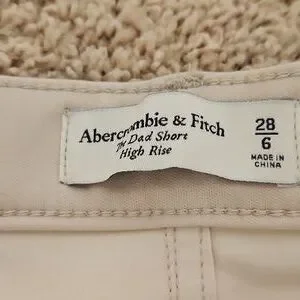 Abercrombie & Fitch
The Dad Short
High Rise
28
6
MADE IN
CHINA